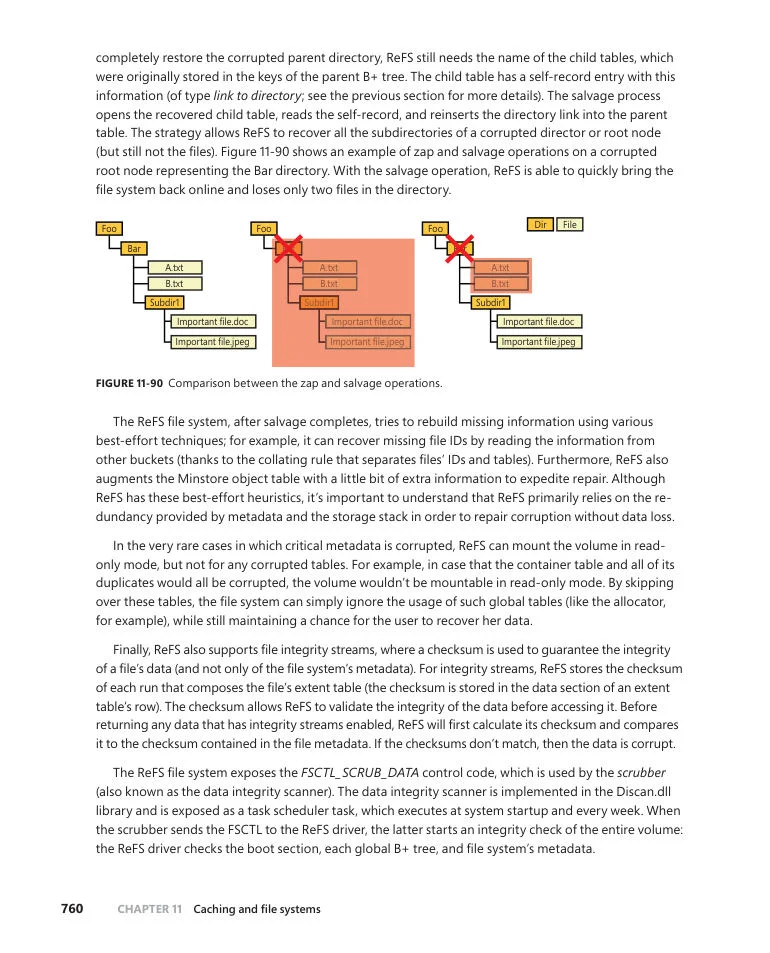 completely restore the corrupted parent directory, ReFS still needs the name of the child tables, which
were originally stored in the keys of the parent B+ tree. The child table has a self-record entry with this
information (of type link to directory; see the previous section for more details). The salvage process
opens the recovered child table, reads the self-record, and reinserts the directory link into the parent
table. The strategy allows ReFS to recover all the subdirectories of a corrupted director or root node
(but still not the files). Figure 11-90 shows an example of zap and salvage operations on a corrupted
root node representing the Bar directory. With the salvage operation, ReFS is able to quickly bring the
file system back online and loses only two files in the directory.
Foo
Bar
A.txt
B.txt
Subdir1
Important file.doc
Important file.jpeg
Foo
A.txt
B.txt
Subdir1
Important file.doc
Important file.jpeg
Foo
A.txt
B.txt
Subdir1
Important file.doc
Important file.jpeg
Dir
File
FIGURE 11-90 Comparison between the zap and salvage operations.
The ReFS file system, after salvage completes, tries to rebuild missing information using various
best-effort techniques; for example, it can recover missing file IDs by reading the information from
other buckets (thanks to the collating rule that separates files' IDs and tables). Furthermore, ReFS also
augments the Minstore object table with a little bit of extra information to expedite repair. Although
ReFS has these best-effort heuristics, it's important to understand that ReFS primarily relies on the re-
dundancy provided by metadata and the storage stack in order to repair corruption without data loss.
In the very rare cases in which critical metadata is corrupted, ReFS can mount the volume in read-
only mode, but not for any corrupted tables. For example, in case that the container table and all of its
duplicates would all be corrupted, the volume wouldn't be mountable in read-only mode. By skipping
over these tables, the file system can simply ignore the usage of such global tables (like the allocator,
for example), while still maintaining a chance for the user to recover her data.
Finally, ReFS also supports file integrity streams, where a checksum is used to guarantee the integrity
of a file's data (and not only of the file system's metadata). For integrity streams, ReFS stores the checksum
of each run that composes the file's extent table (the checksum is stored in the data section of an extent
table's row). The checksum allows ReFS to validate the integrity of the data before accessing it. Before
returning any data that has integrity streams enabled, ReFS will first calculate its checksum and compares
it to the checksum contained in the file metadata. If the checksums don't match, then the data is corrupt.
The ReFS file system exposes the FSCTL_SCRUB_DATA control code, which is used by the scrubber
(also known as the data integrity scanner). The data integrity scanner is implemented in the Discan.dll
library and is exposed as a task scheduler task, which executes at system startup and every week. When
the scrubber sends the FSCTL to the ReFS driver, the latter starts an integrity check of the entire volume:
the ReFS driver checks the boot section, each global B+ tree, and file system's metadata.
760 CHAPTER 11 Caching and file systems